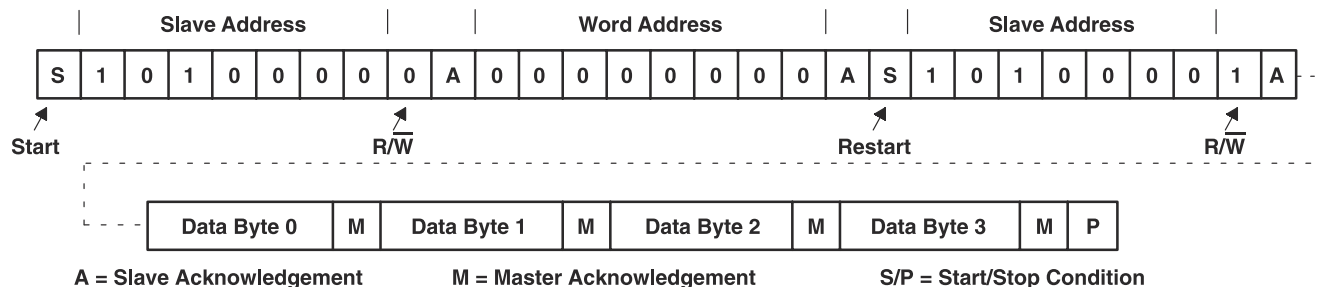 Slave Address Word Address Slave Address
S 1 0 1 0 0 0 0 0 A 0 0 0 0 0 0 0 0 A S 1 0 1 0 0 0 0 1 A
Start R/W̅ Restart R/W̅
Data Byte 0 M Data Byte 1 M Data Byte 2 M Data Byte 3 M P
A = Slave Acknowledgement M = Master Acknowledgement S/P = Start/Stop Condition